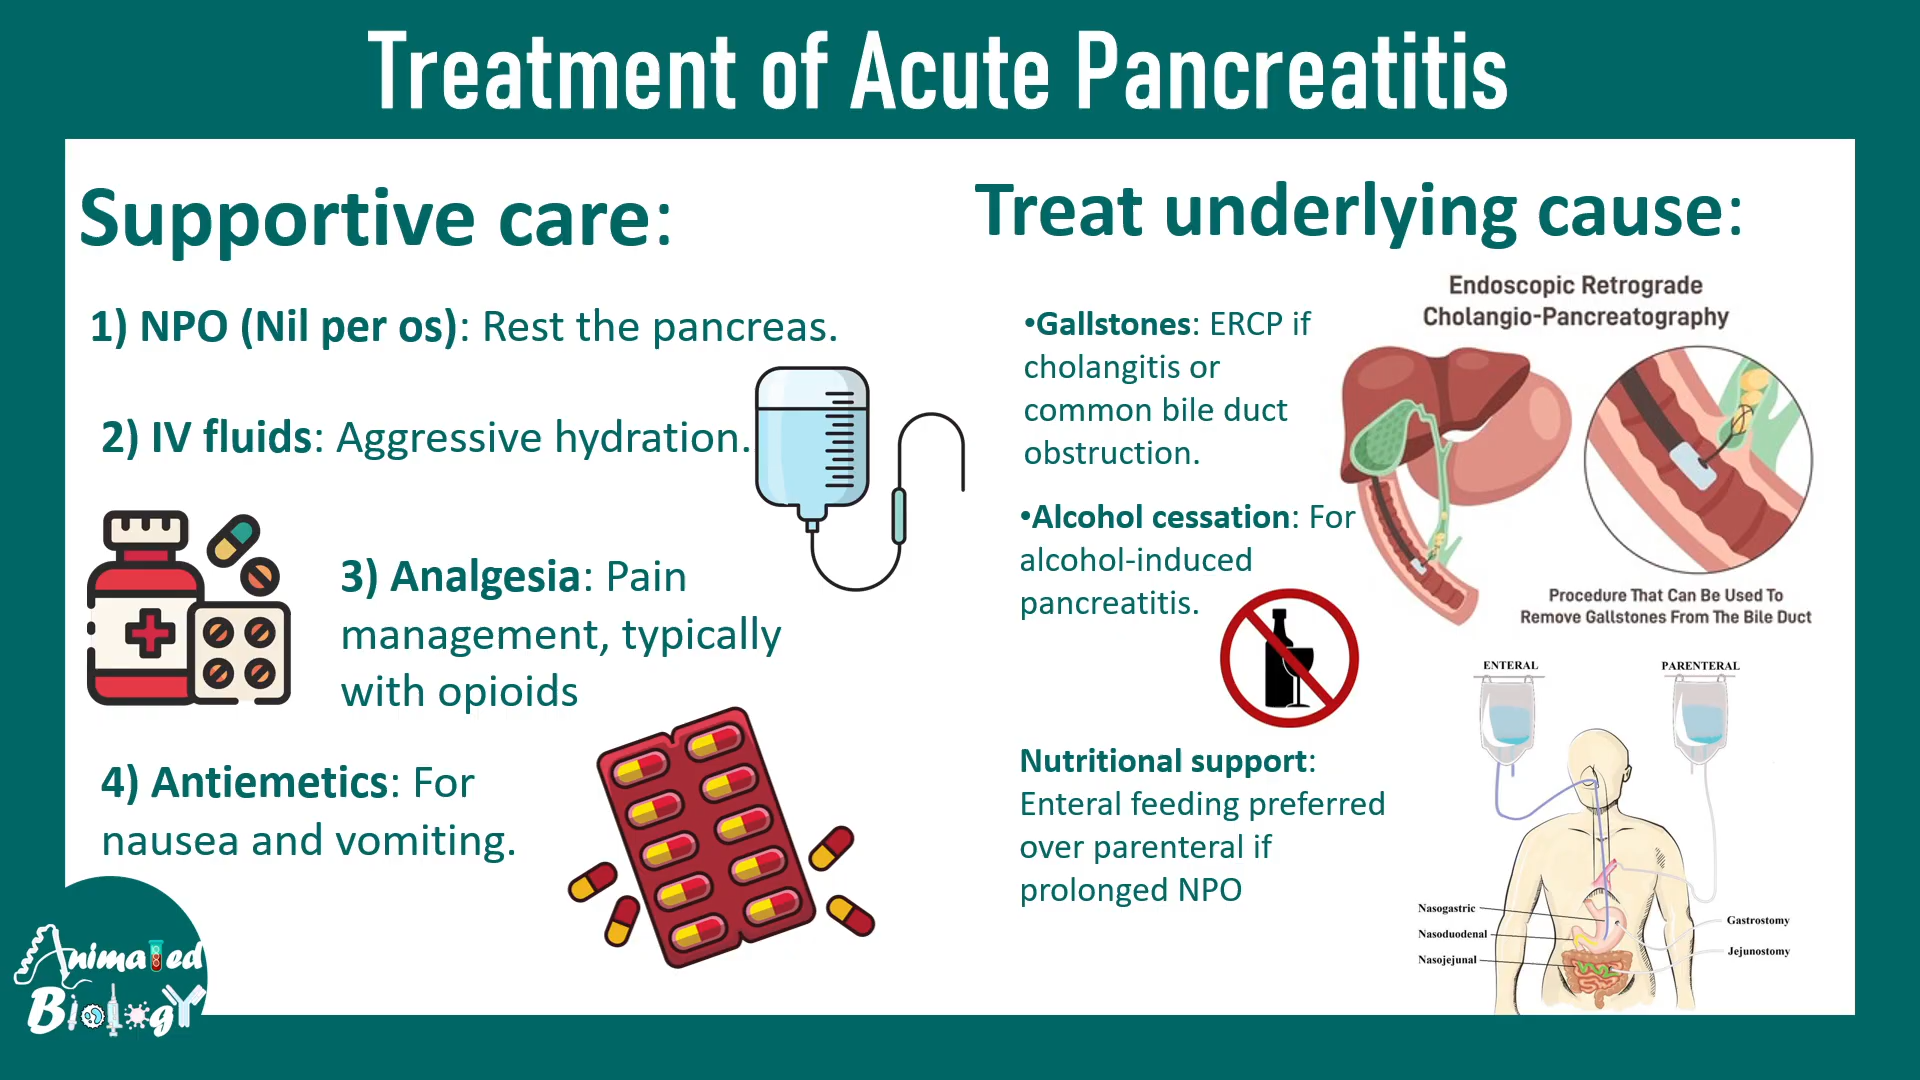 Treatment of Acute Pancreatitis
Supportive care:
1) NPO (Nil per os): Rest the pancreas.
2) IV fluids: Aggressive hydration.
3) Analgesia: Pain
management, typically
with opioids
4) Antiemetics: For
nausea and vomiting.
Treat underlying cause:
•Gallstones: ERCP if
cholangitis or
common bile duct
obstruction.
•Alcohol cessation: For
alcohol-induced
pancreatitis.
Nutritional support:
Enteral feeding preferred
over parenteral if
prolonged NPO
Endoscopic Retrograde
Cholangio-Pancreatography
Procedure That Can Be Used To
Remove Gallstones From The Bile Duct
ENTERAL
PARENTERAL
Nasogastric
Nasoduodenal
Nasojejunal
Gastrostomy
Jejunostomy
Animated
Biology